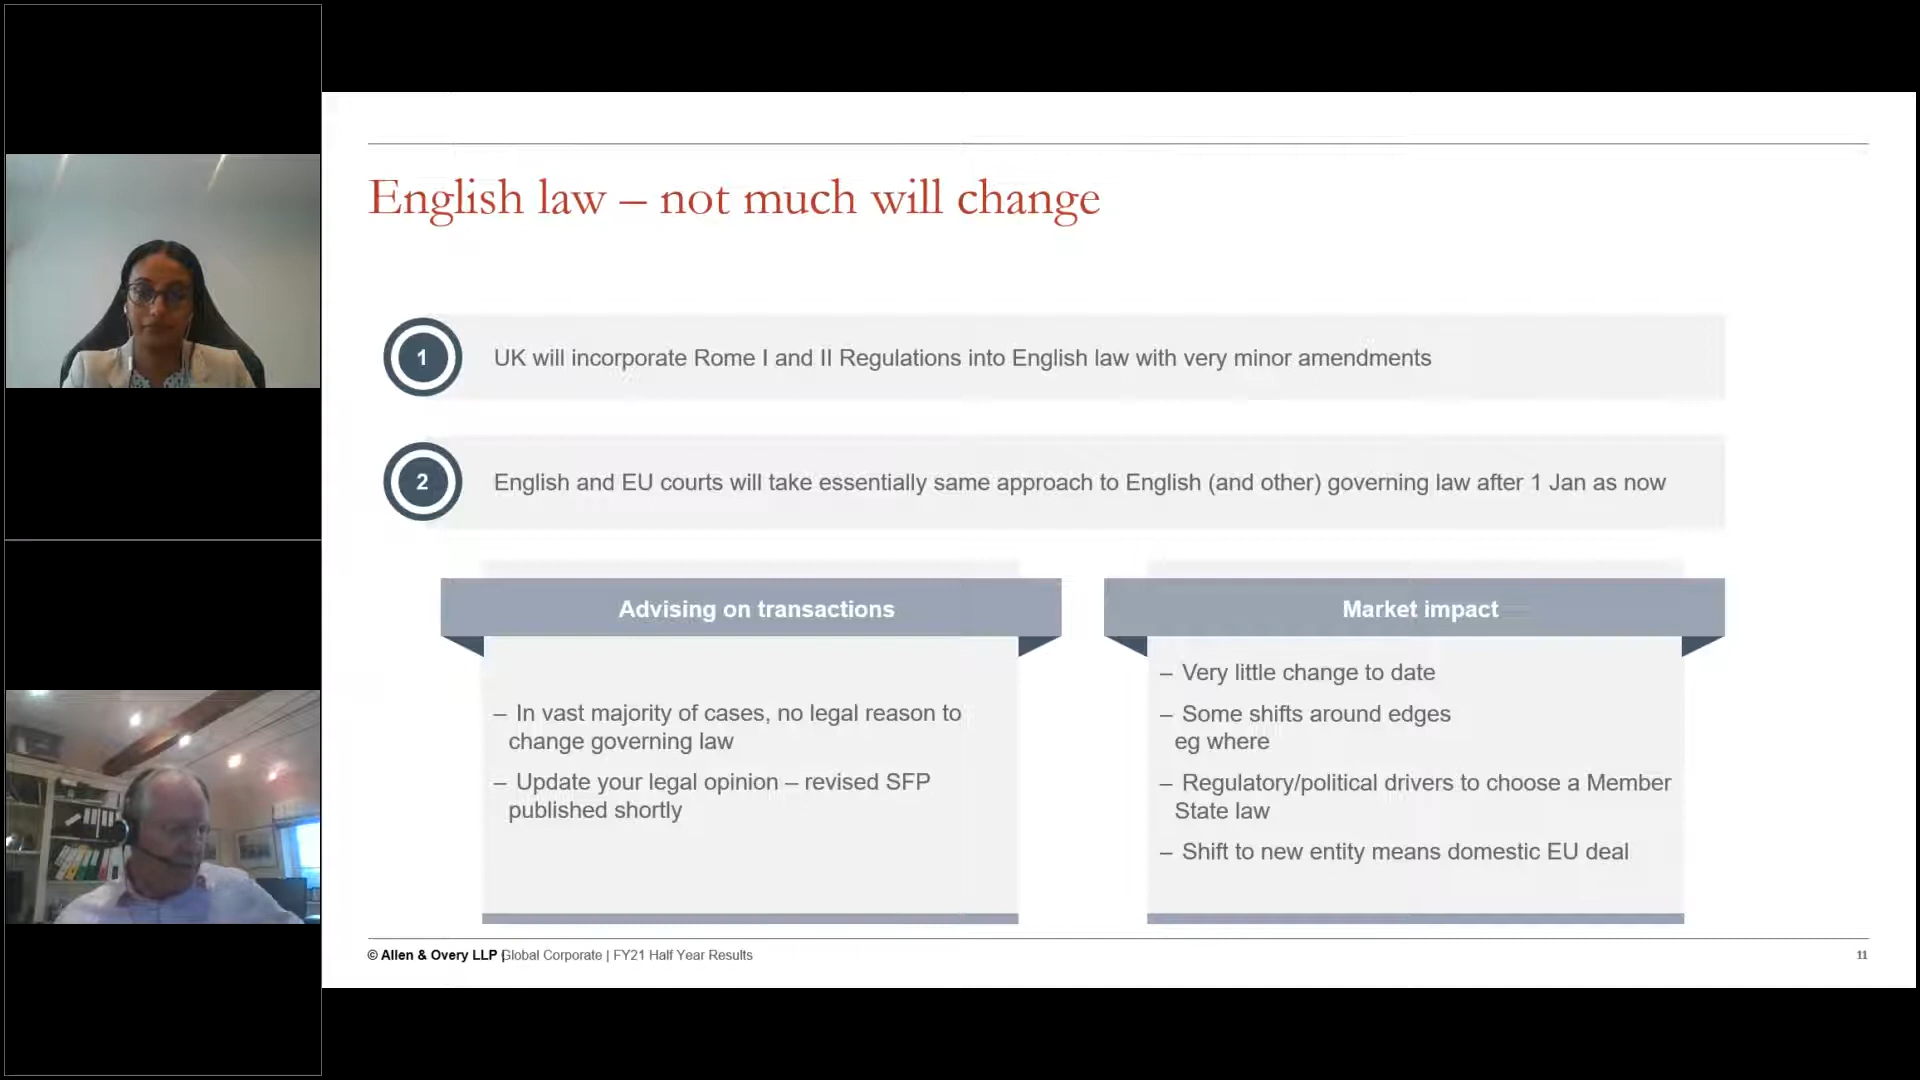 English law – not much will change
1
UK will incorporate Rome I and II Regulations into English law with very minor amendments
2
English and EU courts will take essentially same approach to English (and other) governing law after 1 Jan as now
Advising on transactions
– In vast majority of cases, no legal reason to
change governing law
– Update your legal opinion – revised SFP
published shortly
Market impact
– Very little change to date
– Some shifts around edges
eg where
– Regulatory/political drivers to choose a Member
State law
– Shift to new entity means domestic EU deal
© Allen & Overy LLP | Global Corporate | FY21 Half Year Results
11